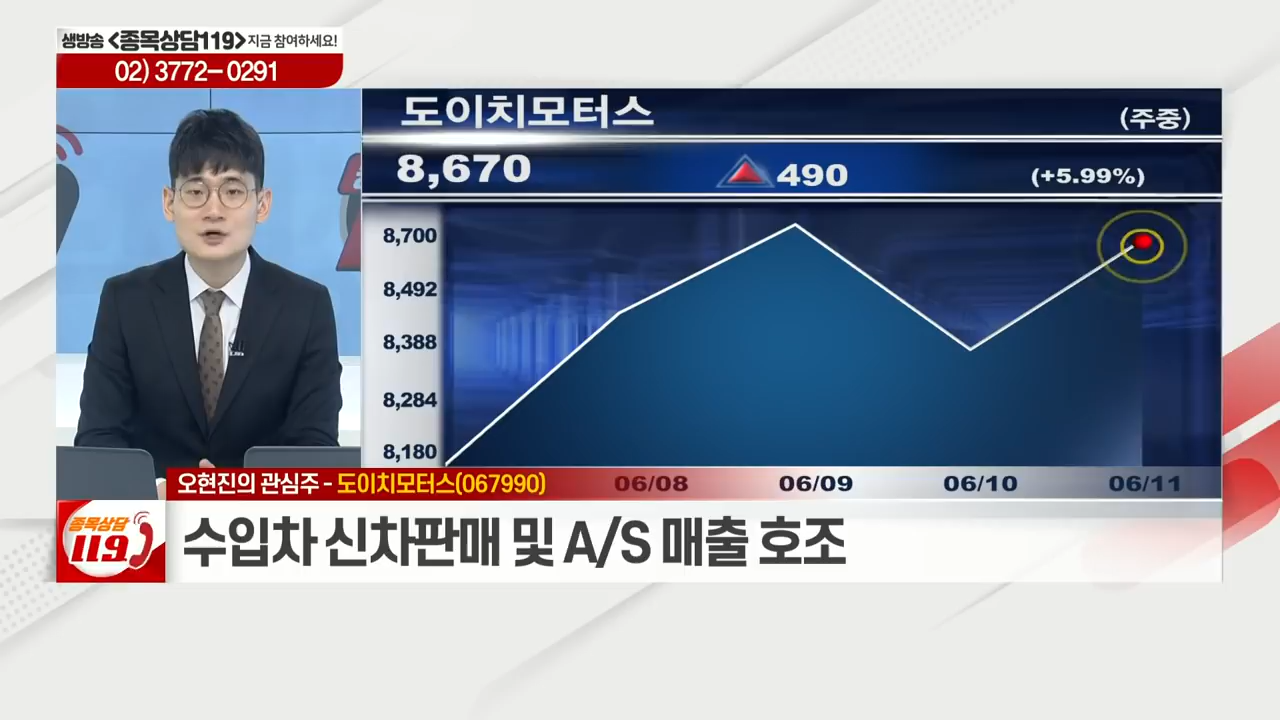 생방송 <종목상담119> 지금 참여하세요!
02) 3772-0291
도이치모터스 (주중)
8,670 490 (+5.99%)
8,700
8,492
8,388
8,284
8,180
06/08 06/09 06/10 06/11
오현진의 관심주 - 도이치모터스(067990)
종목상담
119
수입차 신차판매 및 A/S 매출 호조